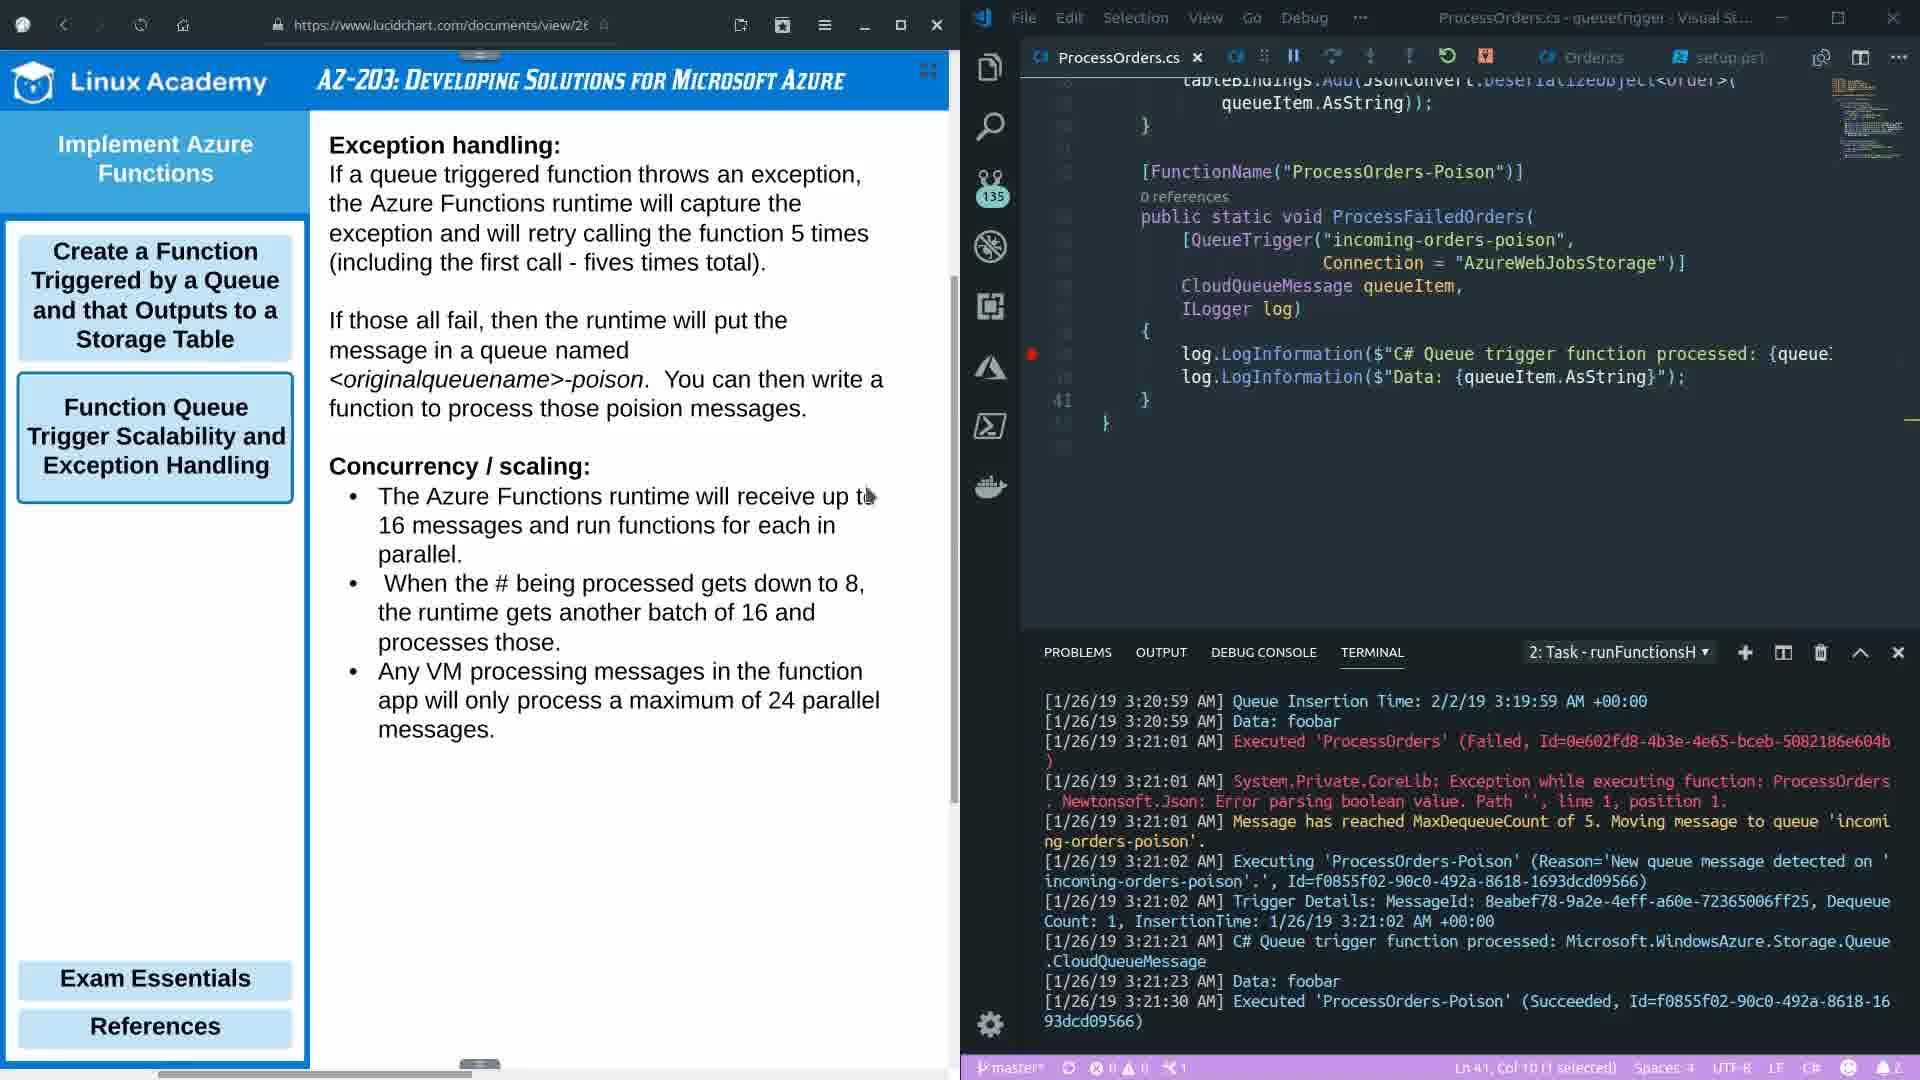 https://www.lucidchart.com/documents/view/2
Linux Academy
AZ-203: Developing Solutions for Microsoft Azure
Implement Azure
Functions
Create a Function
Triggered by a Queue
and that Outputs to a
Storage Table
Function Queue
Trigger Scalability and
Exception Handling
Exam Essentials
References
Exception handling:
If a queue triggered function throws an exception,
the Azure Functions runtime will capture the
exception and will retry calling the function 5 times
(including the first call - fives times total).
If those all fail, then the runtime will put the
message in a queue named
<originalqueuename>-poison.  You can then write a
function to process those poision messages.
Concurrency / scaling:
• The Azure Functions runtime will receive up to
16 messages and run functions for each in
parallel.
• When the # being processed gets down to 8,
the runtime gets another batch of 16 and
processes those.
• Any VM processing messages in the function
app will only process a maximum of 24 parallel
messages.
File Edit Selection View Go Debug ··· ProcessOrders.cs - queuetrigger - Visual St...
ProcessOrders.cs Order.cs setup.ps1
tableBindings.Add(JsonConvert.DeserializeObject<Order>(
queueItem.AsString));
}
[FunctionName("ProcessOrders-Poison")]
0 references
public static void ProcessFailedOrders(
[QueueTrigger("incoming-orders-poison",
Connection = "AzureWebJobsStorage")]
CloudQueueMessage queueItem,
ILogger log)
{
log.LogInformation($"C# Queue trigger function processed: {queue
log.LogInformation($"Data: {queueItem.AsString}");
41 }
}
135
PROBLEMS OUTPUT DEBUG CONSOLE TERMINAL 2: Task - runFunctionsH
[1/26/19 3:20:59 AM] Queue Insertion Time: 2/2/19 3:19:59 AM +00:00
[1/26/19 3:20:59 AM] Data: foobar
[1/26/19 3:21:01 AM] Executed 'ProcessOrders' (Failed, Id=0e602fd8-4b3e-4e65-bceb-5082186e604b
)
[1/26/19 3:21:01 AM] System.Private.CoreLib: Exception while executing function: ProcessOrders
. Newtonsoft.Json: Error parsing boolean value. Path '', line 1, position 1.
[1/26/19 3:21:01 AM] Message has reached MaxDequeueCount of 5. Moving message to queue 'incomi
ng-orders-poison'.
[1/26/19 3:21:02 AM] Executing 'ProcessOrders-Poison' (Reason='New queue message detected on '
incoming-orders-poison'.', Id=f0855f02-90c0-492a-8618-1693dcd09566)
[1/26/19 3:21:02 AM] Trigger Details: MessageId: 8eabef78-9a2e-4eff-a60e-72365006ff25, Dequeue
Count: 1, InsertionTime: 1/26/19 3:21:02 AM +00:00
[1/26/19 3:21:21 AM] C# Queue trigger function processed: Microsoft.WindowsAzure.Storage.Queue
.CloudQueueMessage
[1/26/19 3:21:23 AM] Data: foobar
[1/26/19 3:21:30 AM] Executed 'ProcessOrders-Poison' (Succeeded, Id=f0855f02-90c0-492a-8618-16
93dcd09566)
master* 0 0 1 Ln 41, Col 10 (1 selected) Spaces: 4 UTF-8 LF C# 2